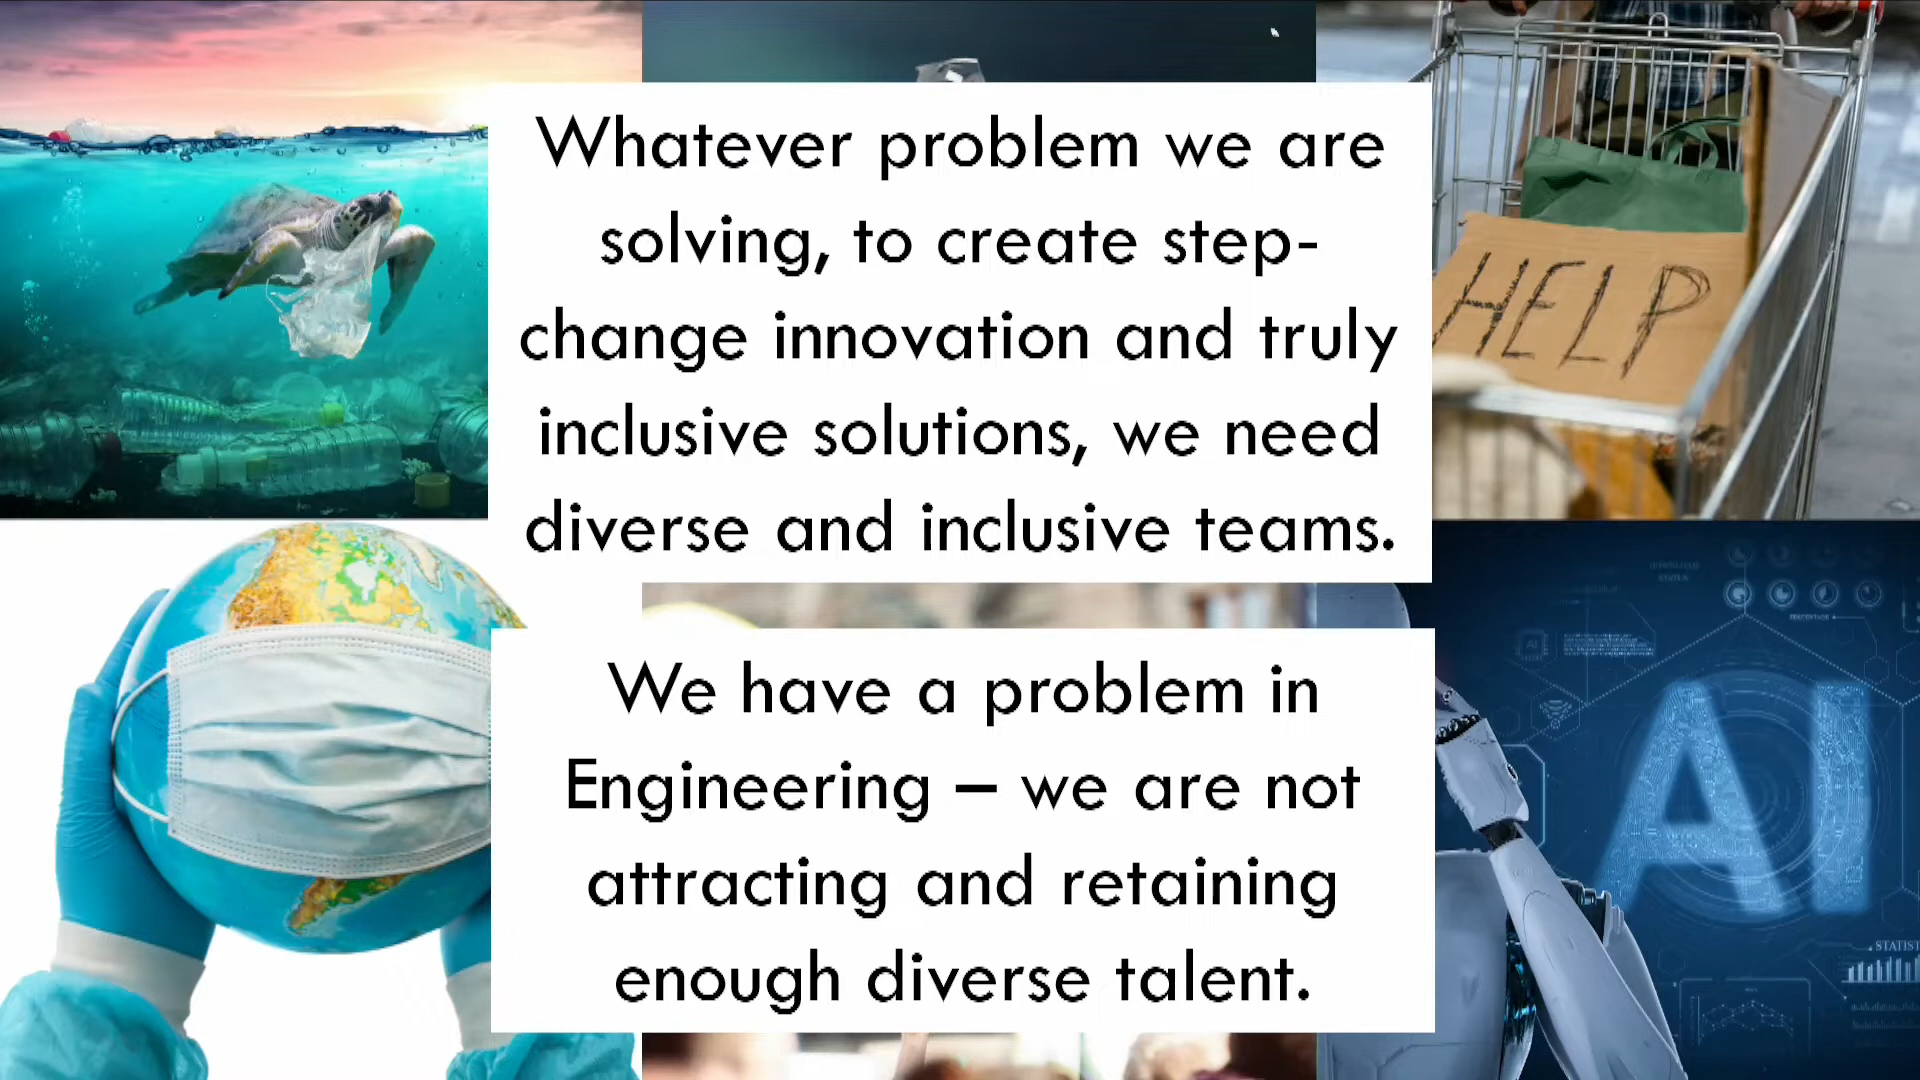 Whatever problem we are
solving, to create step-
change innovation and truly
inclusive solutions, we need
diverse and inclusive teams.
HELP
We have a problem in
Engineering – we are not
attracting and retaining
enough diverse talent.
AI
AI